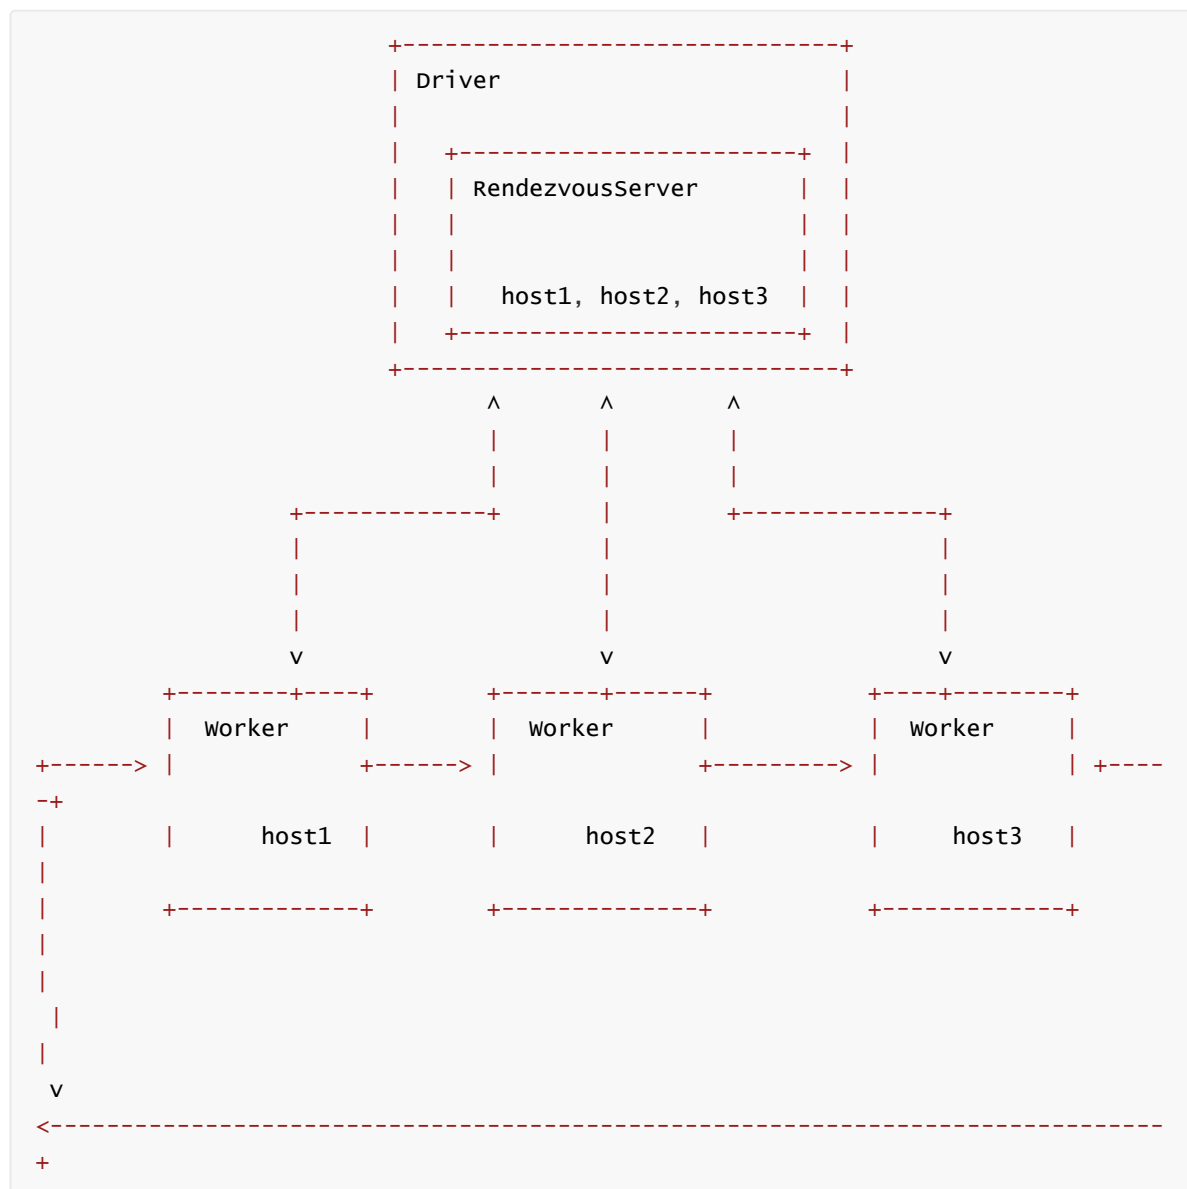 +-------------------------------+
| Driver                        |
|                               |
|   +------------------------+  |
|   | RendezvousServer       |  |
|   |                        |  |
|   |                        |  |
|   |   host1, host2, host3  |  |
|   +------------------------+  |
+-------------------------------+
^       ^        ^
|       |        |
|       |        |
+-------------+       |        +--------------+
|                     |                       |
|                     |                       |
|                     |                       |
v                     v                       v
+--------+----+        +-------+------+           +----+--------+
|  Worker     |        |  Worker      |           |  Worker     |
+------> |             +------> |              +---------> |             | +----
-+
|        |      host1  |        |      host2   |           |     host3   |
|
|        +-------------+        +--------------+           +-------------+
|
|
 |
|
 v
<-------------------------------------------------------------------------------
+